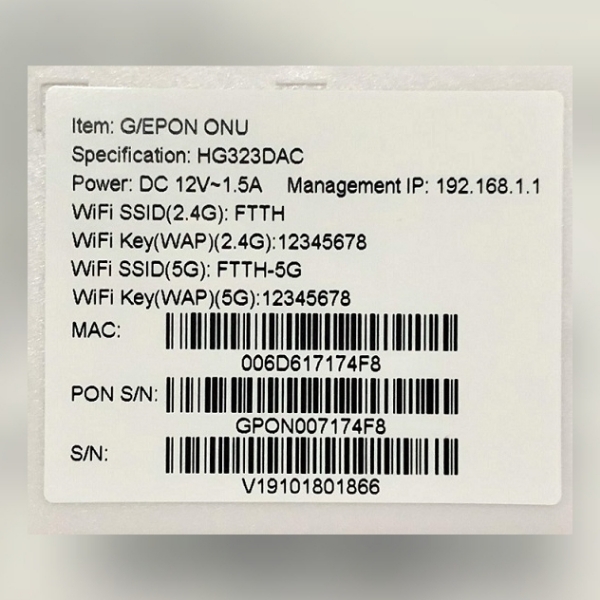 Item: G/EPON ONU
Specification: HG323DAC
Power: DC 12V~1.5A Management IP: 192.168.1.1
WiFi SSID(2.4G): FTTH
WiFi Key(WAP)(2.4G):12345678
WiFi SSID(5G): FTTH-5G
WiFi Key(WAP)(5G):12345678
MAC:
006D617174F8
PON S/N:
GPON007174F8
S/N:
V19101801866